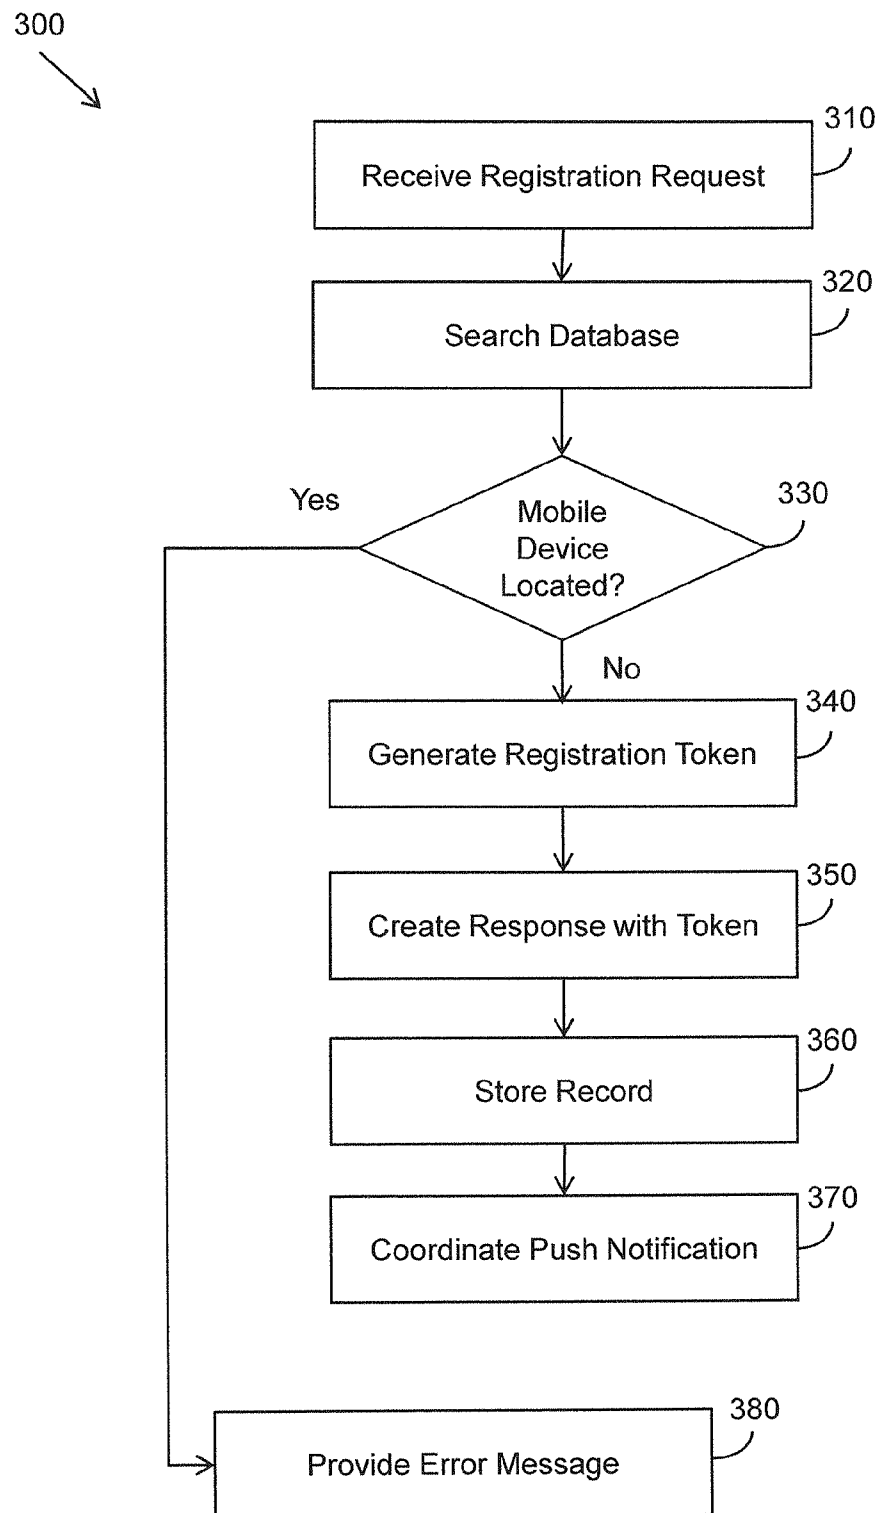 300
310
Receive Registration Request
320
Search Database
Yes
330
Mobile
Device
Located?
No
340
Generate Registration Token
350
Create Response with Token
360
Store Record
370
Coordinate Push Notification
380
Provide Error Message